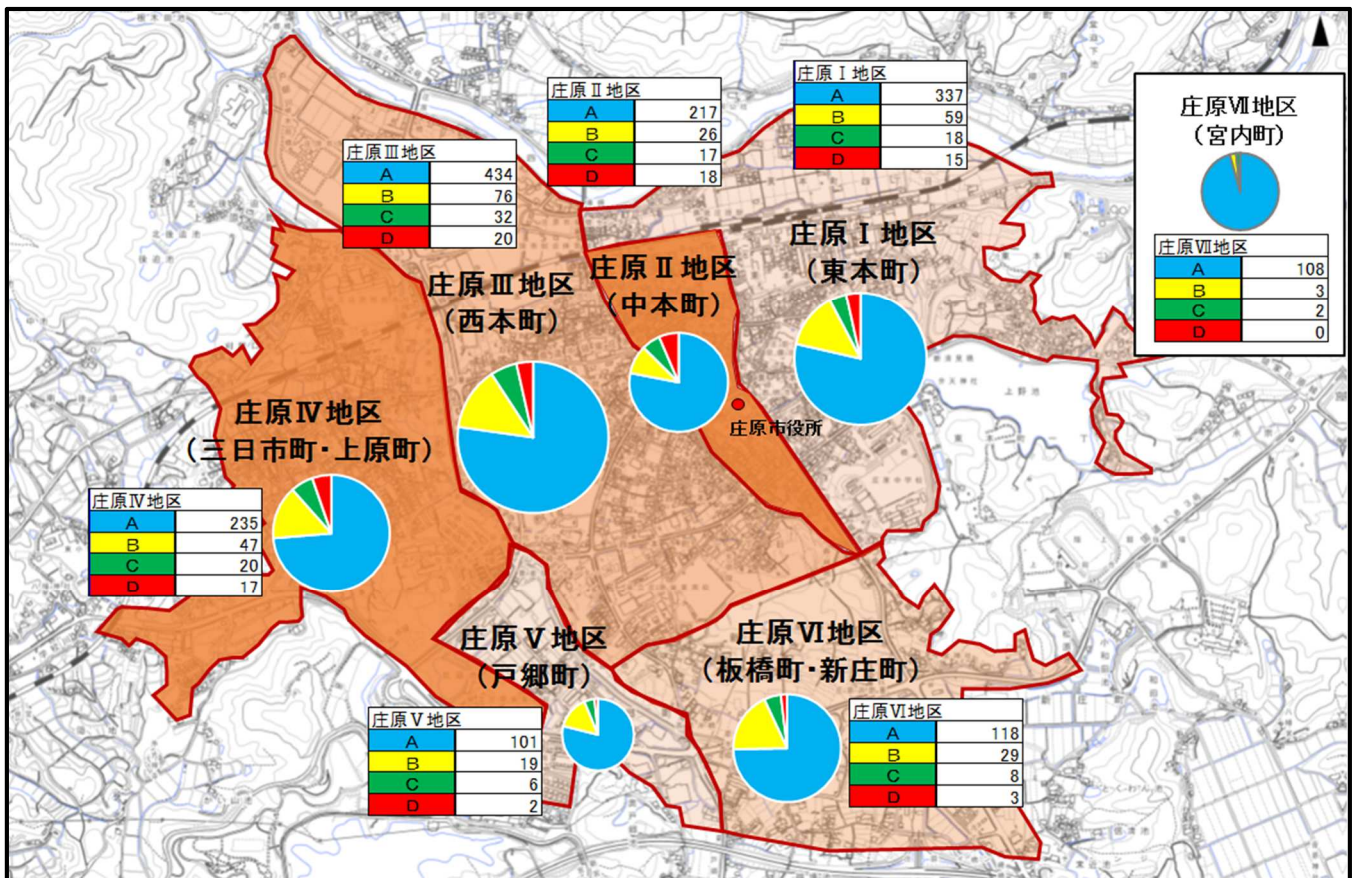 庄原Ⅰ地区
A 337
B 59
C 18
D 15
庄原Ⅱ地区
A 217
B 26
C 17
D 18
庄原Ⅲ地区
A 434
B 76
C 32
D 20
庄原Ⅶ地区
（宮内町）
庄原Ⅶ地区
A 108
B 3
C 2
D 0
庄原Ⅰ地区
（東本町）
庄原Ⅱ地区
（中本町）
庄原Ⅲ地区
（西本町）
庄原市役所
庄原Ⅳ地区
（三日市町・上原町）
庄原Ⅳ地区
A 235
B 47
C 20
D 17
庄原Ⅴ地区
（戸郷町）
庄原Ⅵ地区
（板橋町・新庄町）
庄原Ⅴ地区
A 101
B 19
C 6
D 2
庄原Ⅵ地区
A 118
B 29
C 8
D 3
上野池